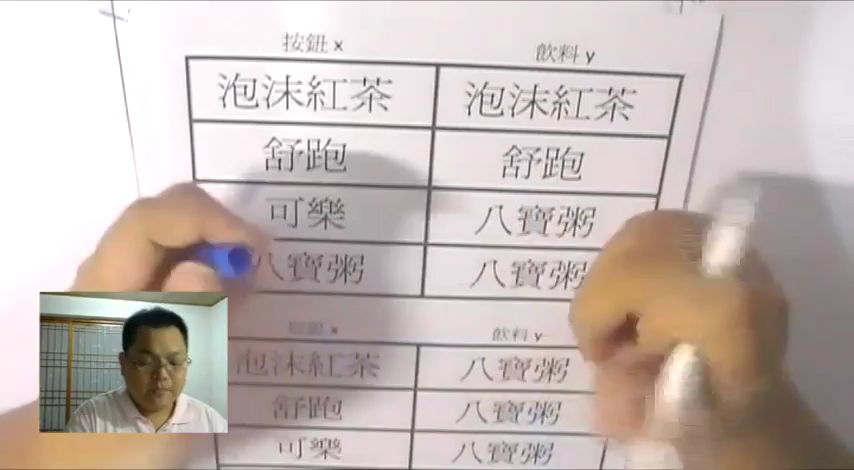 按鈕 x 飲料 y
泡沫紅茶 泡沫紅茶
舒跑 舒跑
可樂 八寶粥
八寶粥 八寶粥
按鈕 x 飲料 y
泡沫紅茶 八寶粥
舒跑 八寶粥
可樂 八寶粥